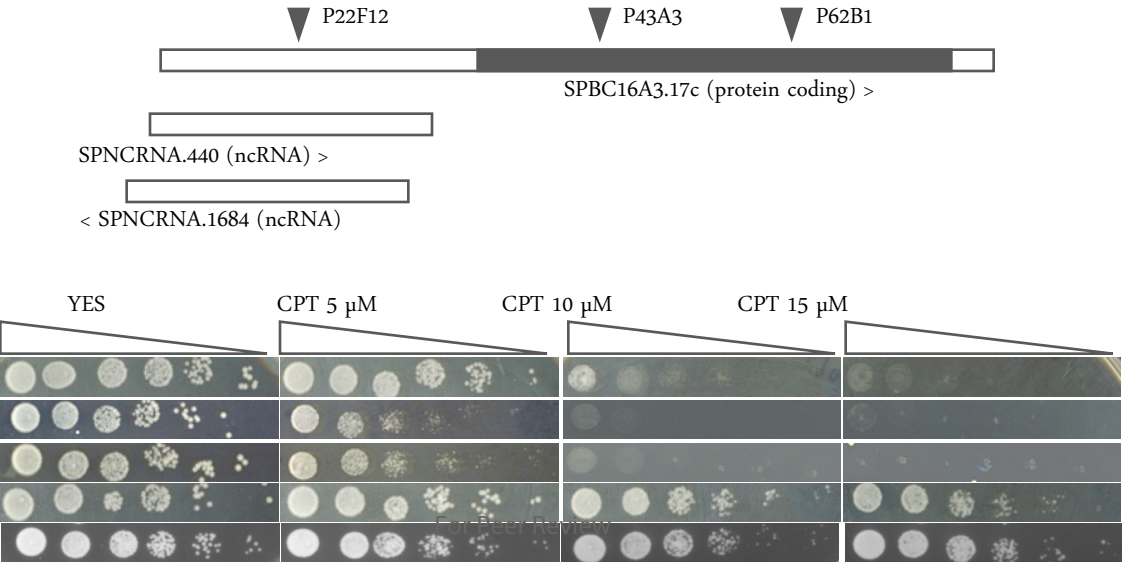 P22F12 P43A3 P62B1
SPBC16A3.17c (protein coding) >
SPNCRNA.440 (ncRNA) >
< SPNCRNA.1684 (ncRNA)
YES CPT 5 µM CPT 10 µM CPT 15 µM
For Peer Review